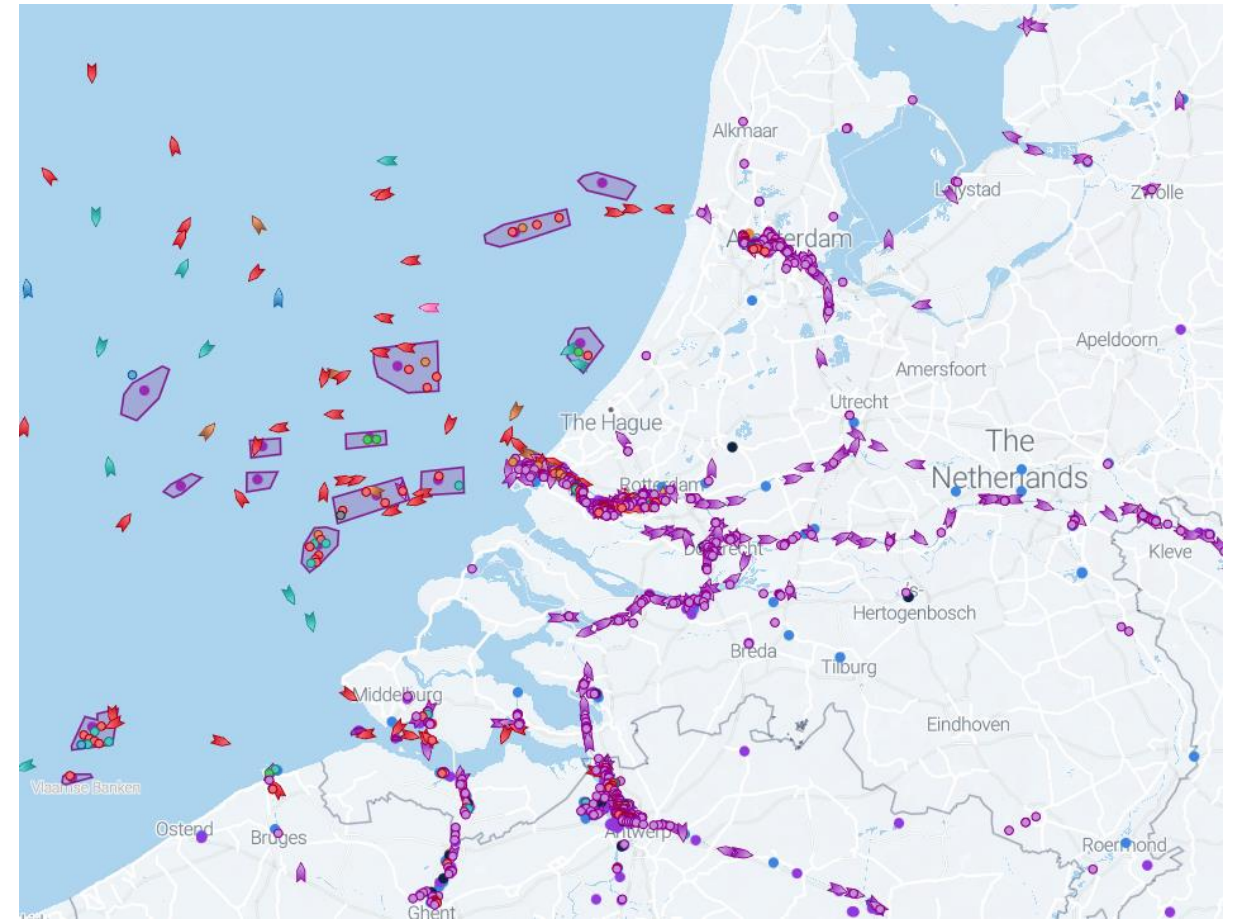 Alkmaar
Lelystad
Zwolle
Amsterdam
Apeldoorn
Amersfoort
Utrecht
The Hague
The
Netherlands
Rotterdam
Dordrecht
Kleve
's-
Hertogenbosch
Breda
Tilburg
Middelburg
Eindhoven
Vlaamse Banken
Ostend
Bruges
Antwerp
Roermond
Ghent